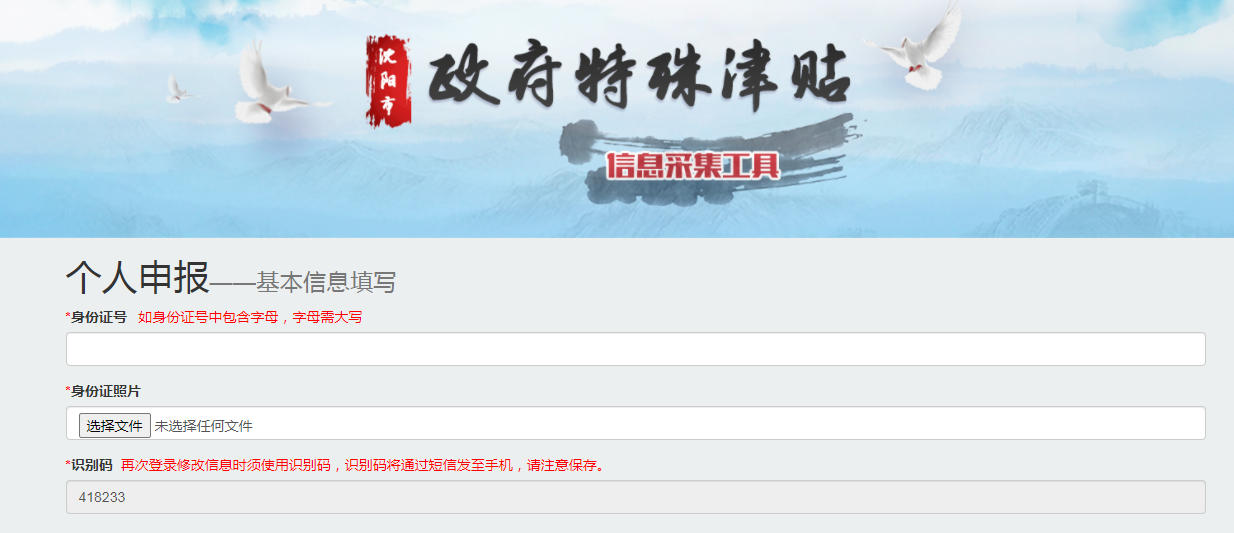 沈阳市
政府特殊津贴
信息采集工具
个人申报——基本信息填写
*身份证号 如身份证号中包含字母，字母需大写
*身份证照片
选择文件 未选择任何文件
*识别码 再次登录修改信息时须使用识别码，识别码将通过短信发至手机，请注意保存。
418233